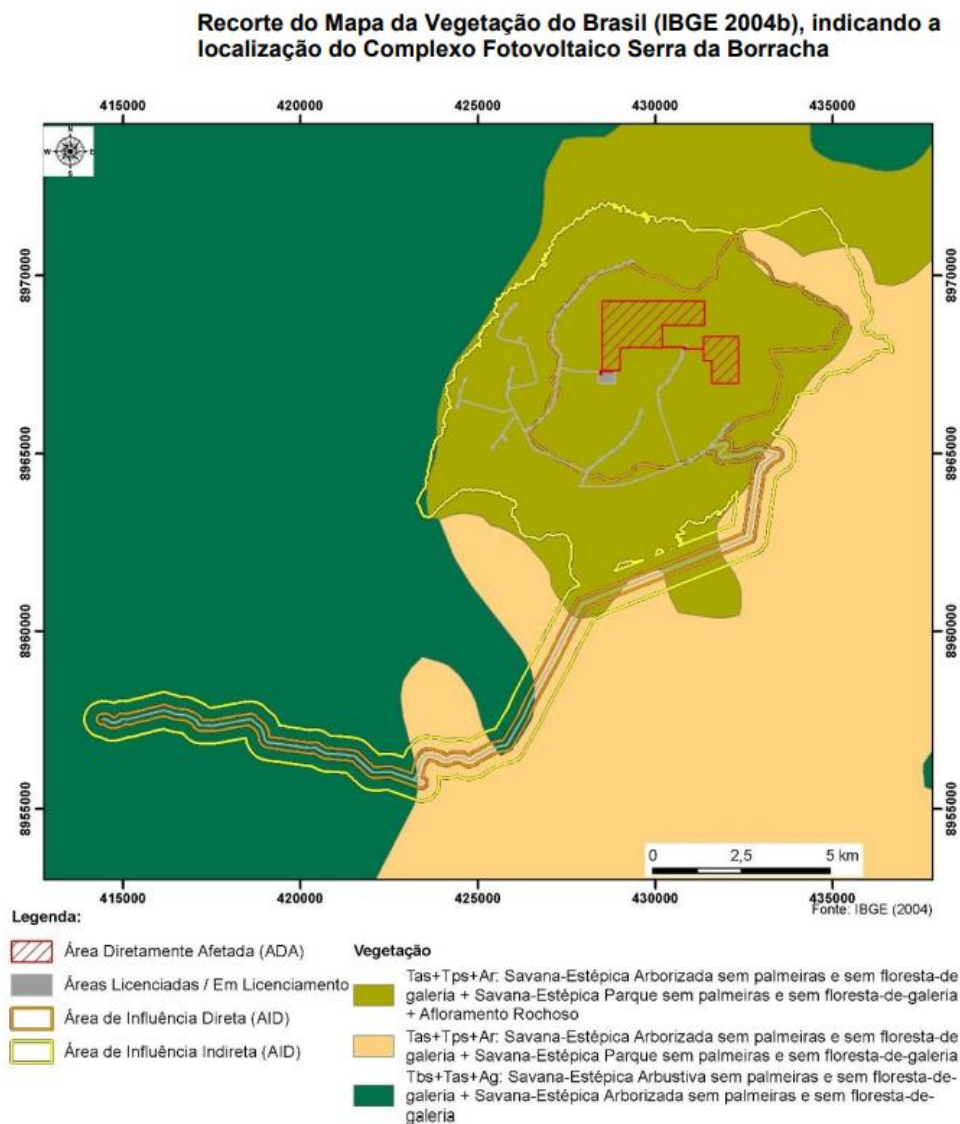 Recorte do Mapa da Vegetação do Brasil (IBGE 2004b), indicando a
localização do Complexo Fotovoltaico Serra da Borracha
415000 420000 425000 430000 435000
N
W E
S
8970000 8970000
8965000 8965000
8960000 8960000
8955000 8955000
0 2,5 5 km
415000 420000 425000 430000 435000
Fonte: IBGE (2004)
Legenda:
Área Diretamente Afetada (ADA)
Áreas Licenciadas / Em Licenciamento
Área de Influência Direta (AID)
Área de Influência Indireta (AID)
Vegetação
Tas+Tps+Ar: Savana-Estépica Arborizada sem palmeiras e sem floresta-de
galeria + Savana-Estépica Parque sem palmeiras e sem floresta-de-galeria
+ Afloramento Rochoso
Tas+Tps+Ar: Savana-Estépica Arborizada sem palmeiras e sem floresta-de
galeria + Savana-Estépica Parque sem palmeiras e sem floresta-de-galeria
Tbs+Tas+Ag: Savana-Estépica Arbustiva sem palmeiras e sem floresta-de-
galeria + Savana-Estépica Arborizada sem palmeiras e sem floresta-de-
galeria